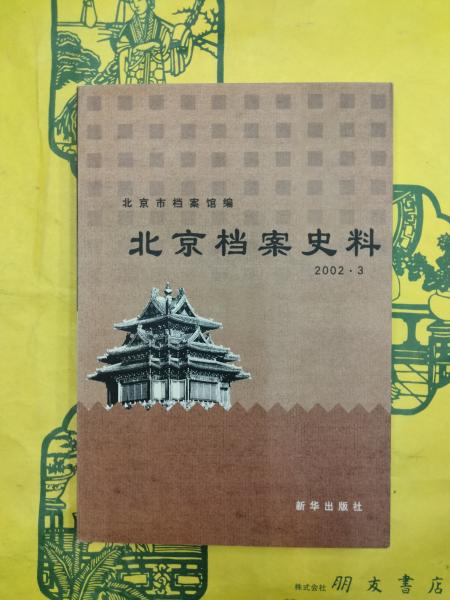 北京市档案馆编
北京档案史料
2002·3
新华出版社
株式会社 朋友書店